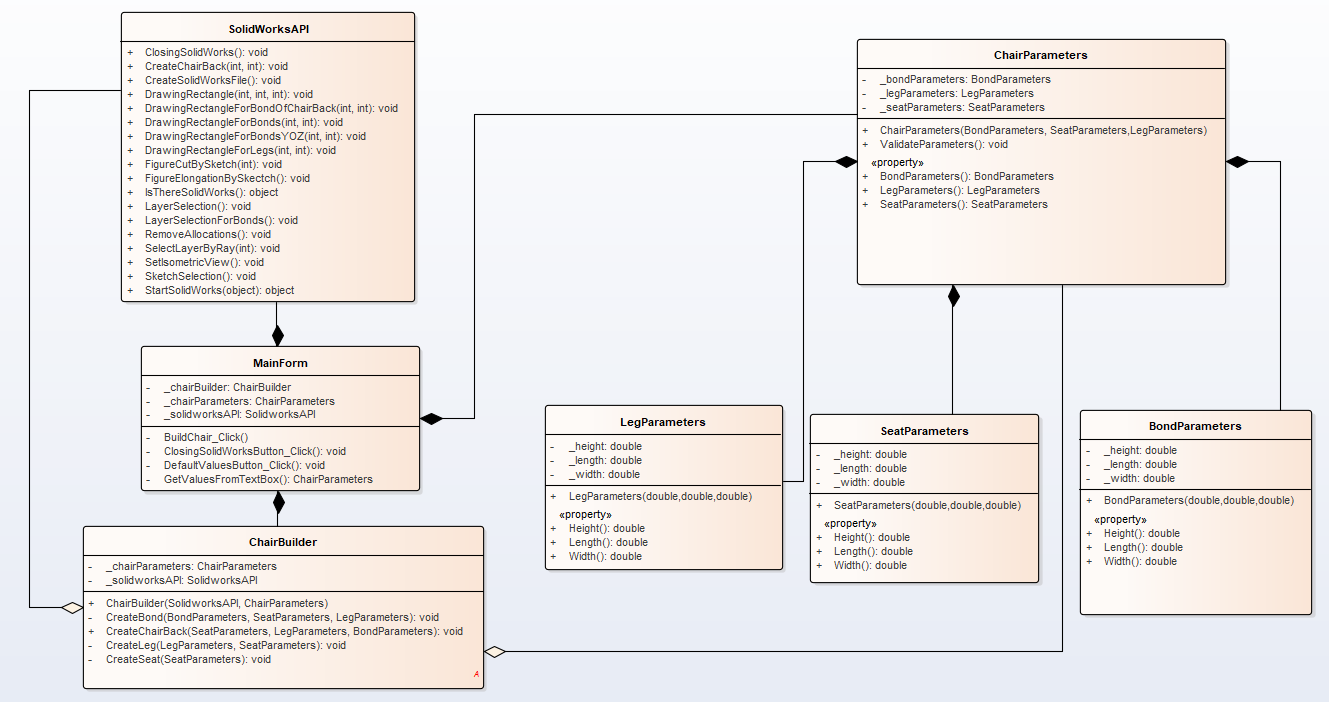 SolidWorksAPI
+ ClosingSolidWorks(): void
+ CreateChairBack(int, int): void
+ CreateSolidWorksFile(): void
+ DrawingRectangle(int, int, int): void
+ DrawingRectangleForBondOfChairBack(int, int): void
+ DrawingRectangleForBonds(int, int): void
+ DrawingRectangleForBondsYOZ(int, int): void
+ DrawingRectangleForLegs(int, int): void
+ FigureCutBySketch(int): void
+ FigureElongationBySkectch(): void
+ IsThereSolidWorks(): object
+ LayerSelection(): void
+ LayerSelectionForBonds(): void
+ RemoveAllocations(): void
+ SelectLayerByRay(int): void
+ SetIsometricView(): void
+ SketchSelection(): void
+ StartSolidWorks(object): object
ChairParameters
- _bondParameters: BondParameters
- _legParameters: LegParameters
- _seatParameters: SeatParameters
+ ChairParameters(BondParameters, SeatParameters,LegParameters)
+ ValidateParameters(): void
«property»
+ BondParameters(): BondParameters
+ LegParameters(): LegParameters
+ SeatParameters(): SeatParameters
MainForm
- _chairBuilder: ChairBuilder
- _chairParameters: ChairParameters
- _solidworksAPI: SolidworksAPI
- BuildChair_Click()
- ClosingSolidWorksButton_Click(): void
- DefaultValuesButton_Click(): void
- GetValuesFromTextBox(): ChairParameters
LegParameters
- _height: double
- _length: double
- _width: double
+ LegParameters(double,double,double)
«property»
+ Height(): double
+ Length(): double
+ Width(): double
SeatParameters
- _height: double
- _length: double
- _width: double
+ SeatParameters(double,double,double)
«property»
+ Height(): double
+ Length(): double
+ Width(): double
BondParameters
- _height: double
- _length: double
- _width: double
+ BondParameters(double,double,double)
«property»
+ Height(): double
+ Length(): double
+ Width(): double
ChairBuilder
- _chairParameters: ChairParameters
- _solidworksAPI: SolidworksAPI
+ ChairBuilder(SolidworksAPI, ChairParameters)
- CreateBond(BondParameters, SeatParameters, LegParameters): void
+ CreateChairBack(SeatParameters, LegParameters, BondParameters): void
- CreateLeg(LegParameters, SeatParameters): void
- CreateSeat(SeatParameters): void
A